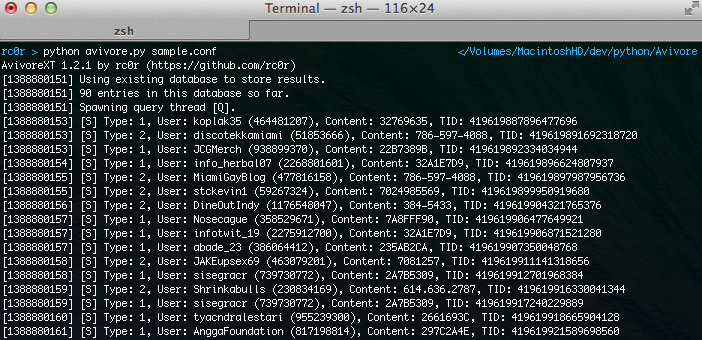 Terminal — zsh — 116×24
zsh
rc0r > python avivore.py sample.conf </Volumes/MacintoshHD/dev/python/Avivore
AvivoreXT 1.2.1 by rc0r (https://github.com/rc0r)
[1388880151] Using existing database to store results.
[1388880151] 90 entries in this database so far.
[1388880151] Spawning query thread [Q].
[1388880153] [S] Type: 1, User: koplak35 (464481207), Content: 32769635, TID: 419619887896477696
[1388880153] [S] Type: 2, User: discotekkamiami (51853666), Content: 786-597-4088, TID: 419619891692318720
[1388880153] [S] Type: 1, User: JCGMerch (938899370), Content: 22B7389B, TID: 419619892334034944
[1388880154] [S] Type: 1, User: info_herbal07 (2268801601), Content: 32A1E7D9, TID: 419619896624807937
[1388880155] [S] Type: 2, User: MiamiGayBlog (477816158), Content: 786-597-4088, TID: 419619897987956736
[1388880155] [S] Type: 2, User: stckevin1 (59267324), Content: 7024985569, TID: 419619899950919680
[1388880156] [S] Type: 2, User: DineOutIndy (1176548047), Content: 384-5433, TID: 419619904321765376
[1388880157] [S] Type: 1, User: Nosecague (358529671), Content: 7A8FFF90, TID: 419619906477649921
[1388880157] [S] Type: 1, User: infotwit_19 (2275912700), Content: 32A1E7D9, TID: 419619906871521280
[1388880157] [S] Type: 1, User: abade_23 (386064412), Content: 235AB2CA, TID: 419619907350048768
[1388880158] [S] Type: 2, User: JAKEupsex69 (463079201), Content: 7081257, TID: 419619911141318656
[1388880158] [S] Type: 1, User: sisegracr (739730772), Content: 2A7B5309, TID: 419619912701968384
[1388880159] [S] Type: 2, User: Shrinkabulls (230834169), Content: 614.636.2787, TID: 419619916330041344
[1388880159] [S] Type: 1, User: sisegracr (739730772), Content: 2A7B5309, TID: 419619917240229889
[1388880160] [S] Type: 1, User: tyacndralestari (955239300), Content: 2661693C, TID: 419619918665904128
[1388880161] [S] Type: 1, User: AnggaFoundation (817198814), Content: 297C2A4E, TID: 419619921589698560